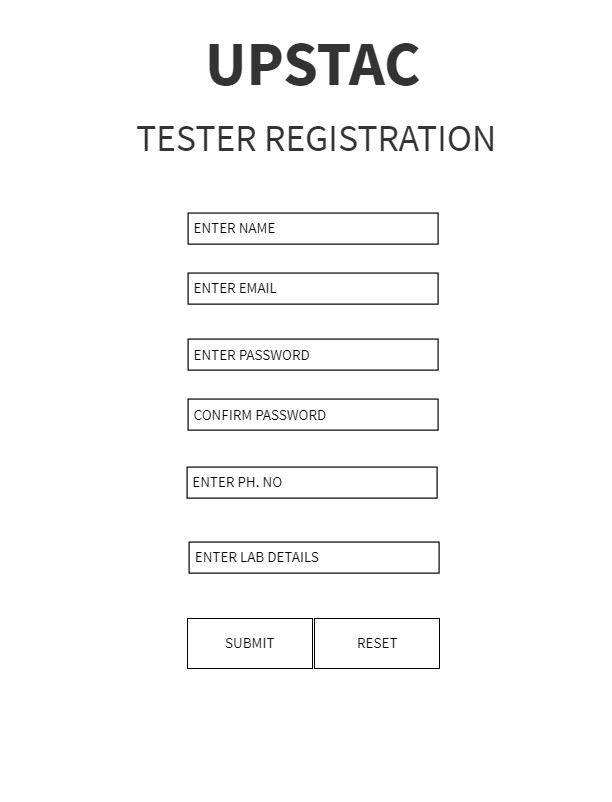 UPSTAC
TESTER REGISTRATION
ENTER NAME
ENTER EMAIL
ENTER PASSWORD
CONFIRM PASSWORD
ENTER PH. NO
ENTER LAB DETAILS
SUBMIT RESET